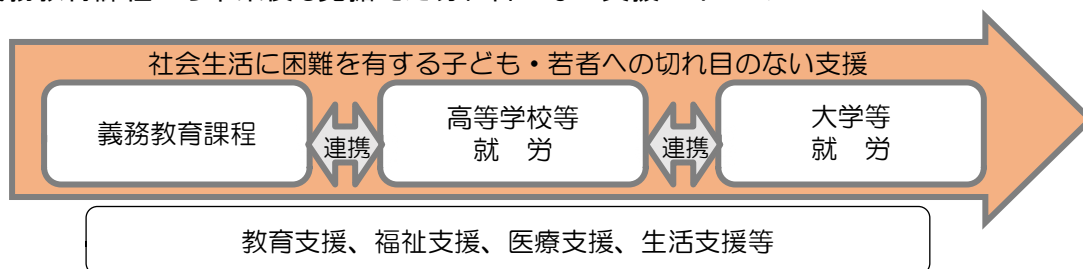 社会生活に困難を有する子ども・若者への切れ目のない支援
義務教育課程
連携
高等学校等
就 労
連携
大学等
就 労
教育支援、福祉支援、医療支援、生活支援等